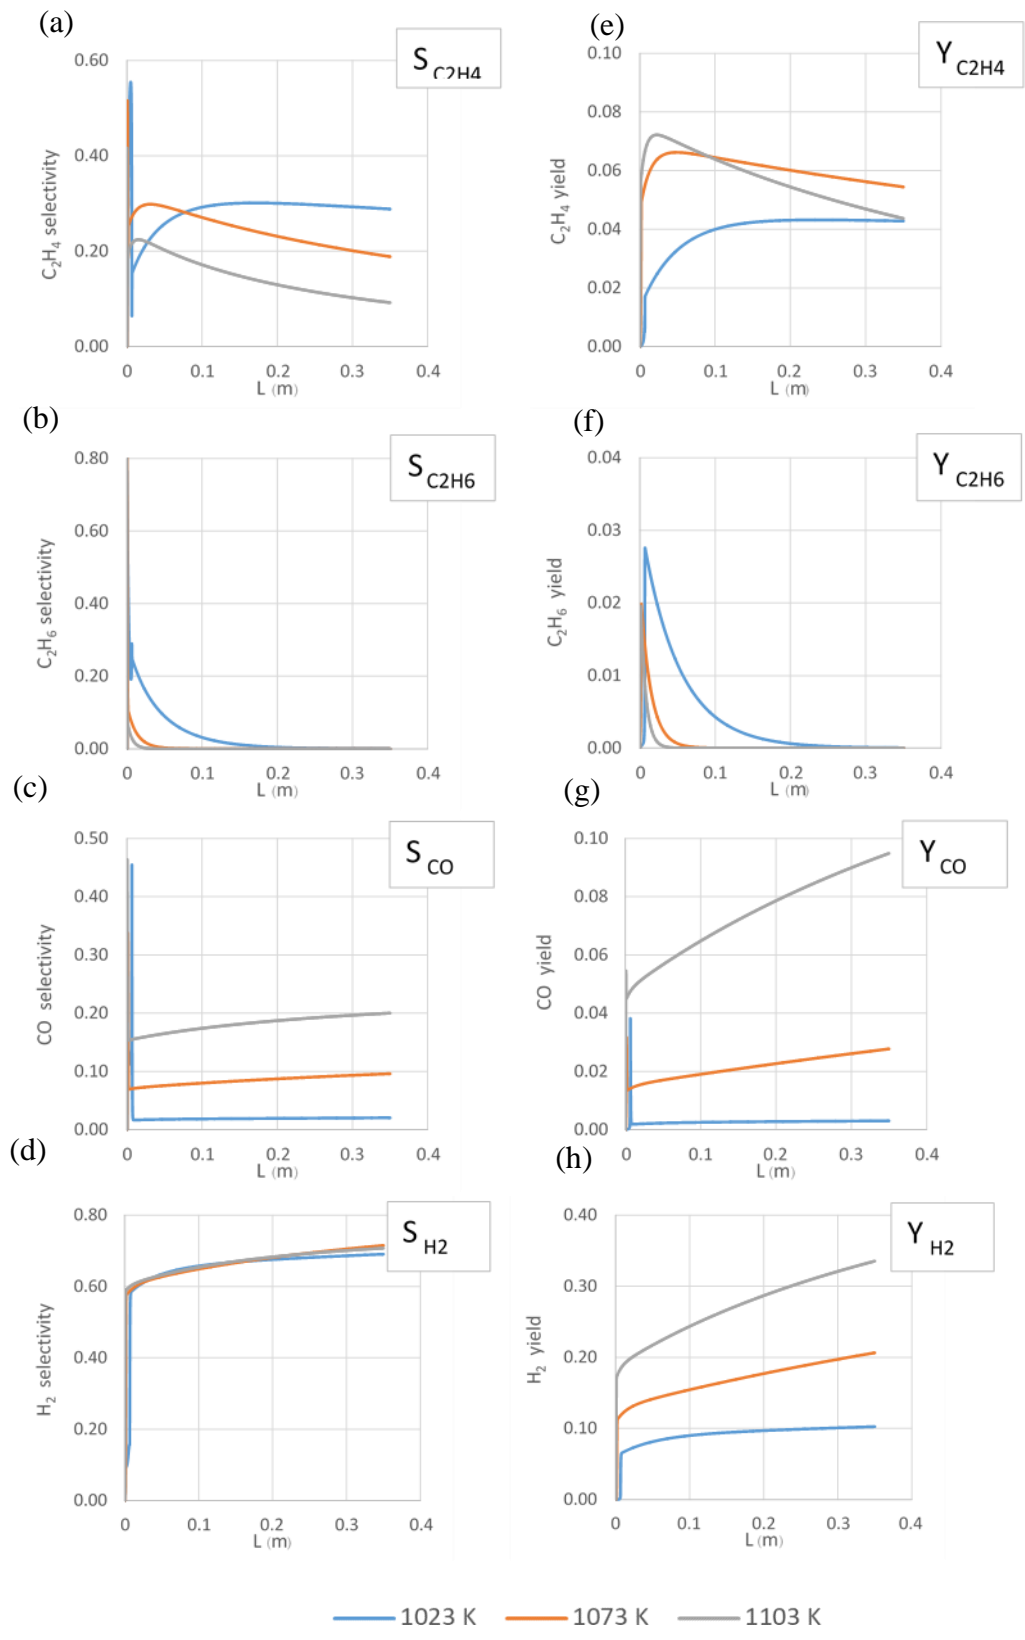 (a)
S C2H4
C2H4 selectivity
0.60
0.40
0.20
0.00
0 0.1 0.2 0.3 0.4
L (m)
(e)
Y C2H4
C2H4 yield
0.10
0.08
0.06
0.04
0.02
0.00
0 0.1 0.2 0.3 0.4
L (m)
(b)
S C2H6
C2H6 selectivity
0.80
0.60
0.40
0.20
0.00
0 0.1 0.2 0.3 0.4
L (m)
(f)
Y C2H6
C2H6 yield
0.04
0.03
0.02
0.01
0.00
0 0.1 0.2 0.3 0.4
L (m)
(c)
S CO
CO selectivity
0.50
0.40
0.30
0.20
0.10
0.00
0 0.1 0.2 0.3 0.4
L (m)
(g)
Y CO
CO yield
0.10
0.08
0.06
0.04
0.02
0.00
0 0.1 0.2 0.3 0.4
L (m)
(d)
S H2
H2 selectivity
0.80
0.60
0.40
0.20
0.00
0 0.1 0.2 0.3 0.4
L (m)
(h)
Y H2
H2 yield
0.40
0.30
0.20
0.10
0.00
0 0.1 0.2 0.3 0.4
L (m)
1023 K 1073 K 1103 K